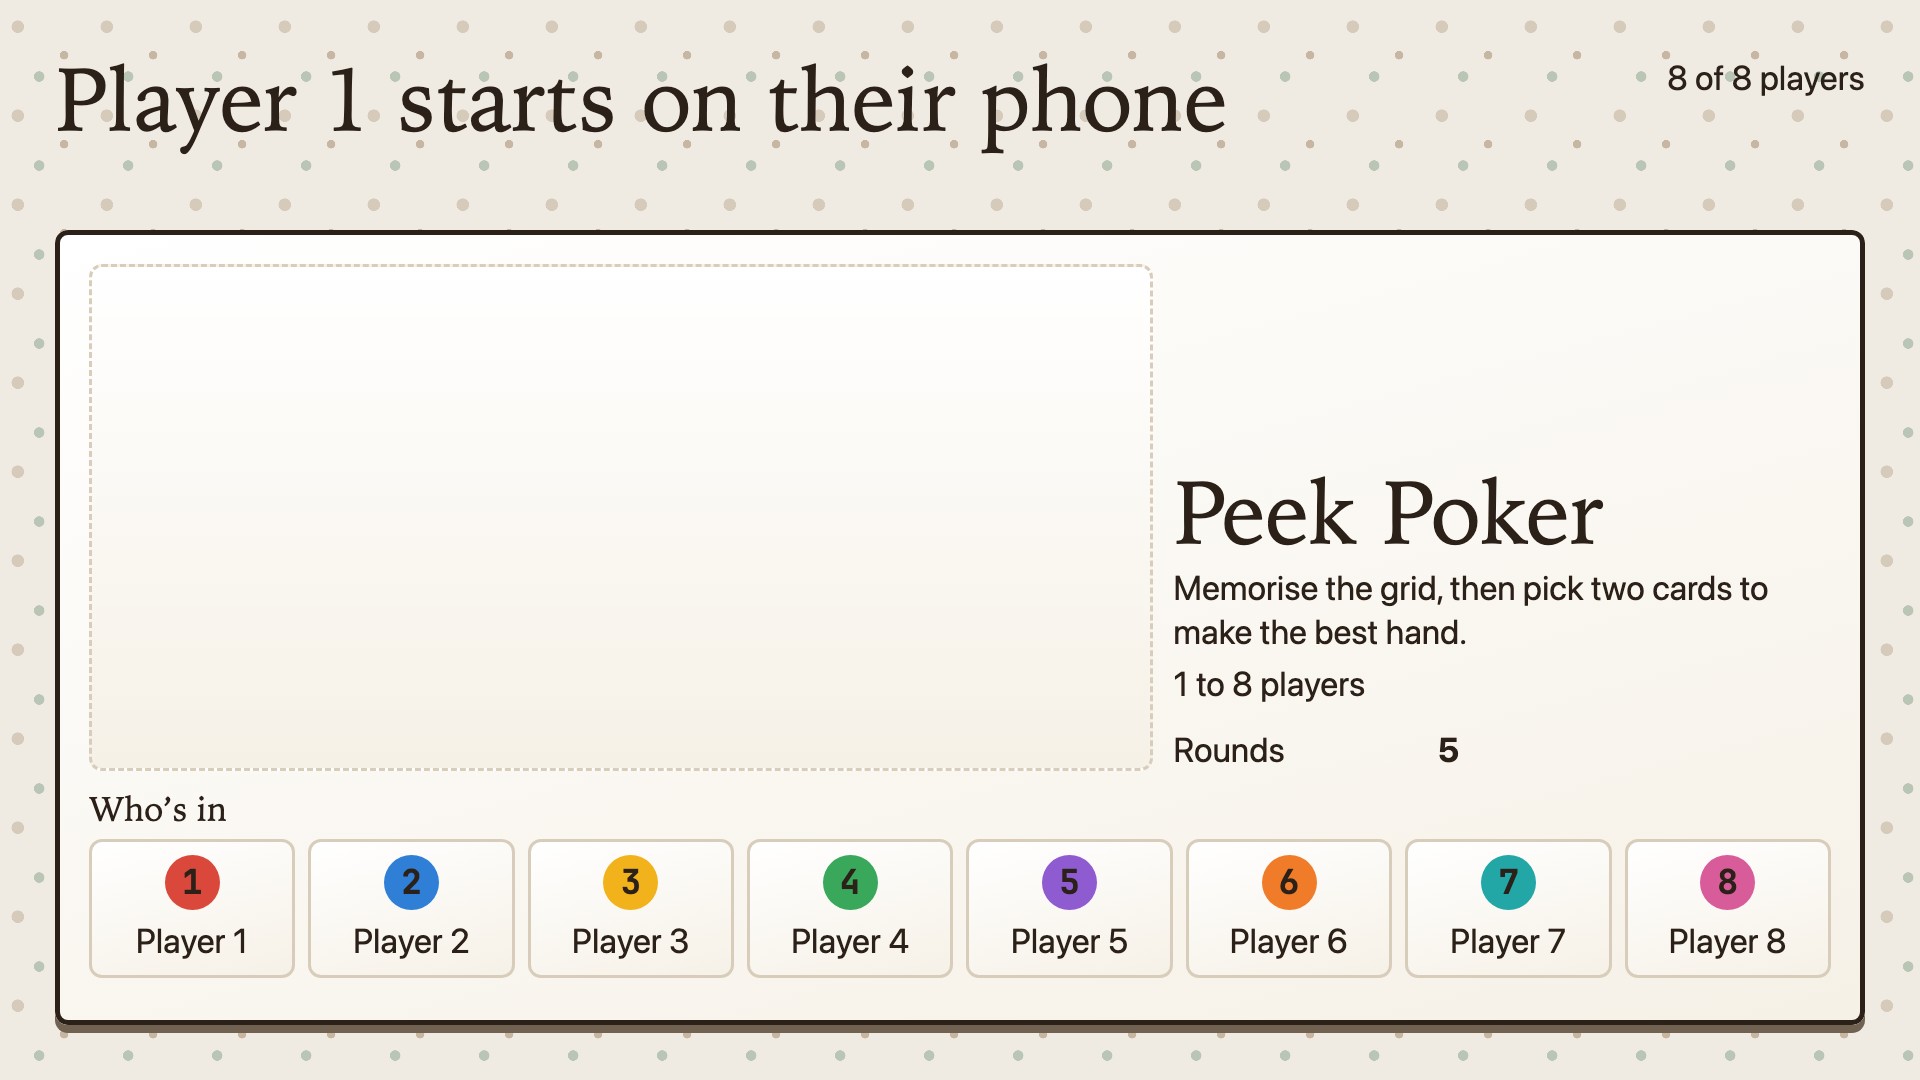 Player 1 starts on their phone
8 of 8 players
Peek Poker
Memorise the grid, then pick two cards to
make the best hand.
1 to 8 players
Rounds 5
Who’s in
1 2 3 4 5 6 7 8
Player 1 Player 2 Player 3 Player 4 Player 5 Player 6 Player 7 Player 8